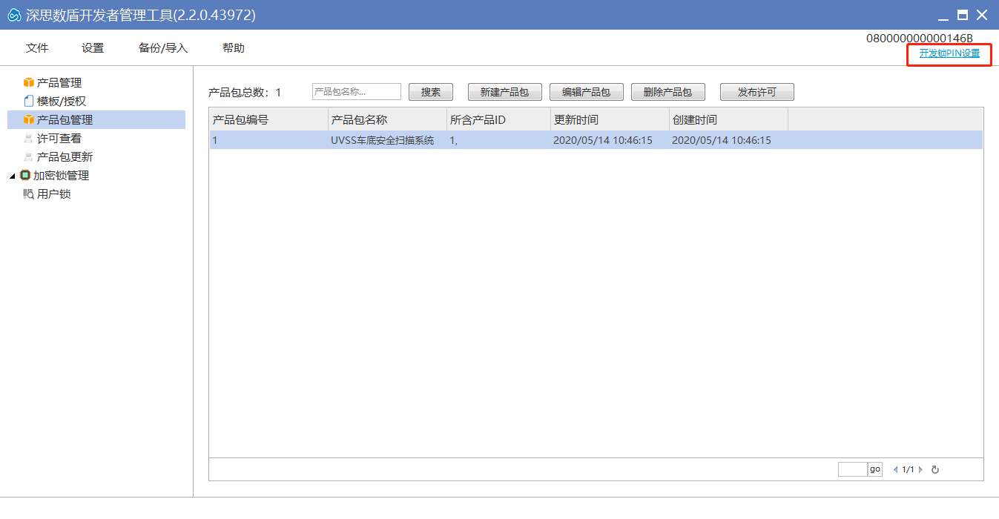 深思数盾开发者管理工具(2.2.0.43972)
文件 设置 备份/导入 帮助
080000000000146B
开发锁PIN设置
产品管理
模板/授权
产品包管理
许可查看
产品包更新
加密锁管理
用户锁
产品包总数: 1 产品包名称... 搜索 新建产品包 编辑产品包 删除产品包 发布许可
产品包编号 产品包名称 所含产品ID 更新时间 创建时间
1 UVSS车底安全扫描系统 1, 2020/05/14 10:46:15 2020/05/14 10:46:15
go 1/1